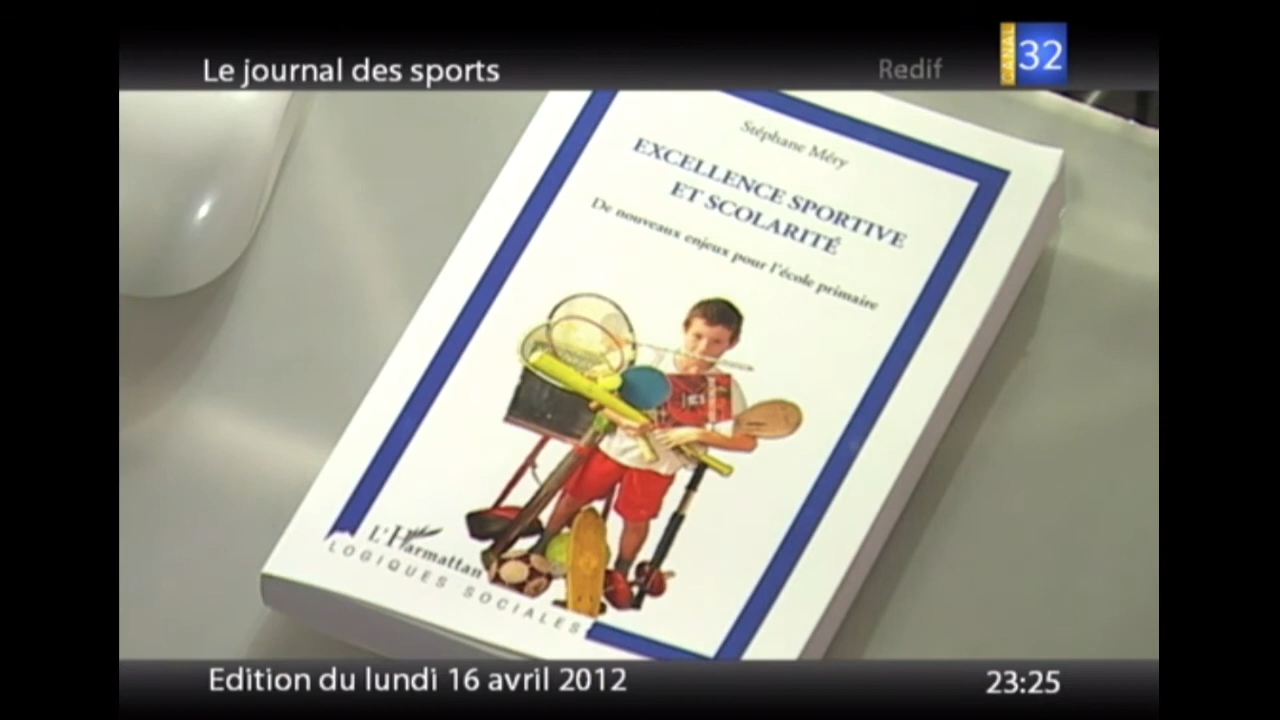 Le journal des sports
Redif
CANAL
32
Stéphane Méry
EXCELLENCE SPORTIVE
ET SCOLARITÉ
De nouveaux enjeux pour l'école primaire
L'Harmattan
LOGIQUES SOCIALES
Edition du lundi 16 avril 2012
23:25